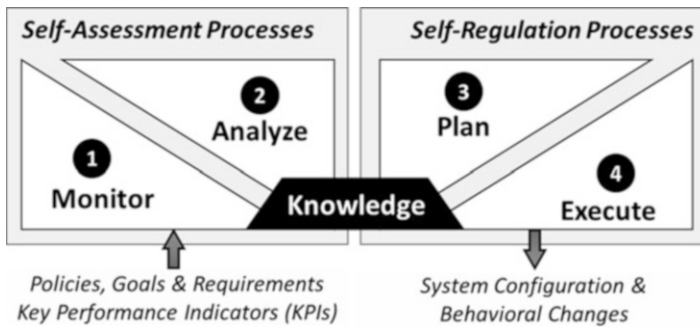 Self-Assessment Processes
Self-Regulation Processes
2
Analyze
3
Plan
1
Monitor
4
Execute
Knowledge
Policies, Goals & Requirements
Key Performance Indicators (KPIs)
System Configuration &
Behavioral Changes